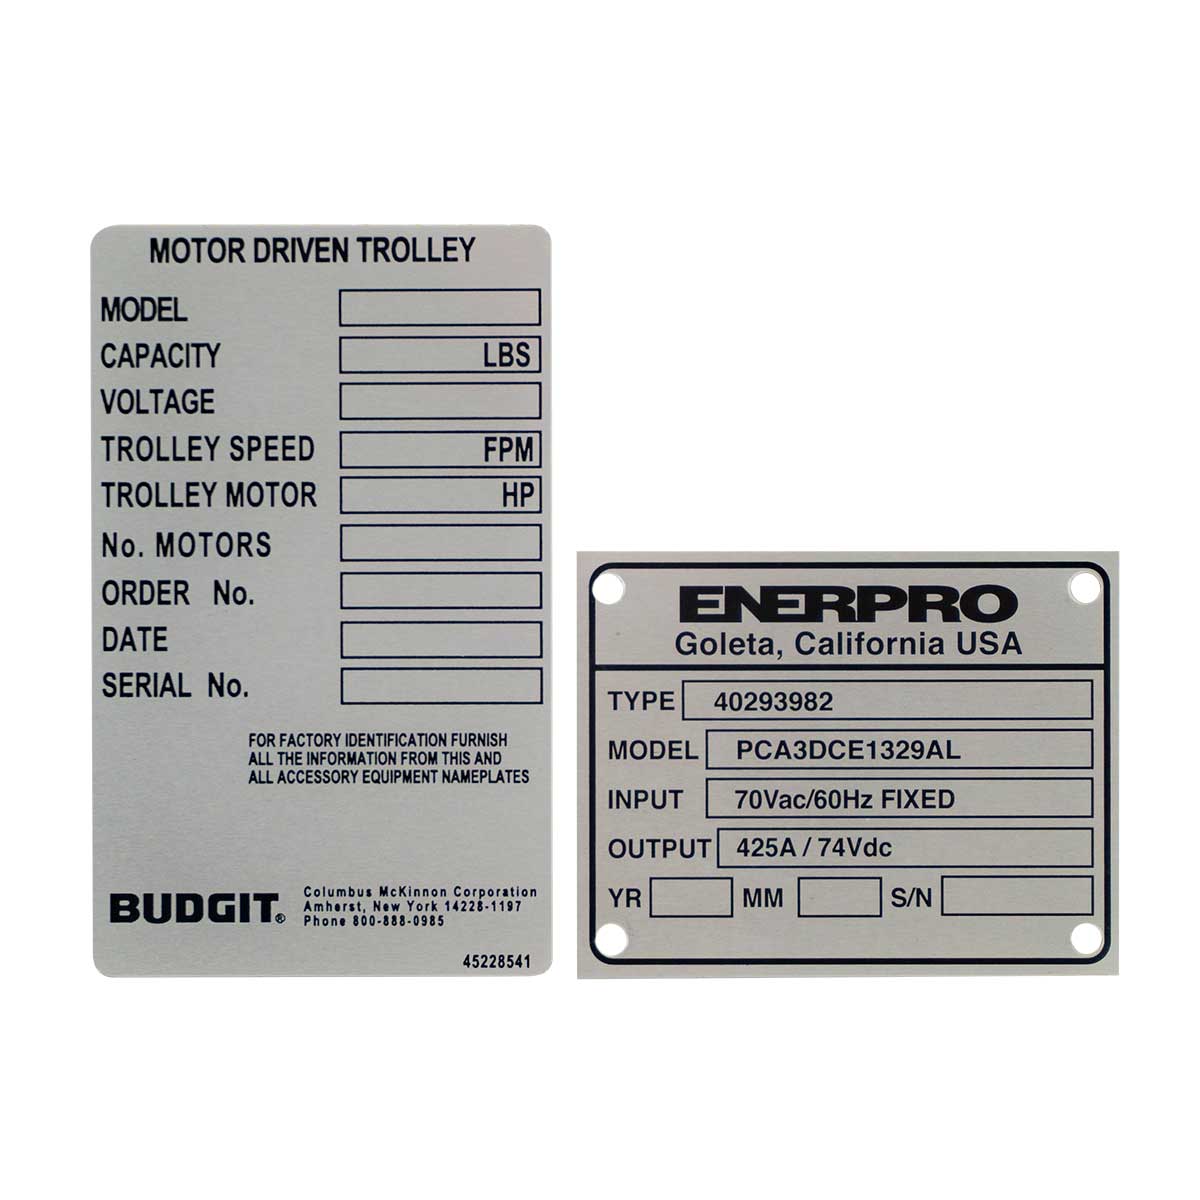 MOTOR DRIVEN TROLLEY
MODEL
CAPACITY LBS
VOLTAGE
TROLLEY SPEED FPM
TROLLEY MOTOR HP
No. MOTORS
ORDER No.
DATE
SERIAL No.
FOR FACTORY IDENTIFICATION FURNISH
ALL THE INFORMATION FROM THIS AND
ALL ACCESSORY EQUIPMENT NAMEPLATES
BUDGIT®
Columbus McKinnon Corporation
Amherst, New York 14228-1197
Phone 800-888-0985
45228541
ENERPRO
Goleta, California USA
TYPE 40293982
MODEL PCA3DCE1329AL
INPUT 70Vac/60Hz FIXED
OUTPUT 425A / 74Vdc
YR MM S/N